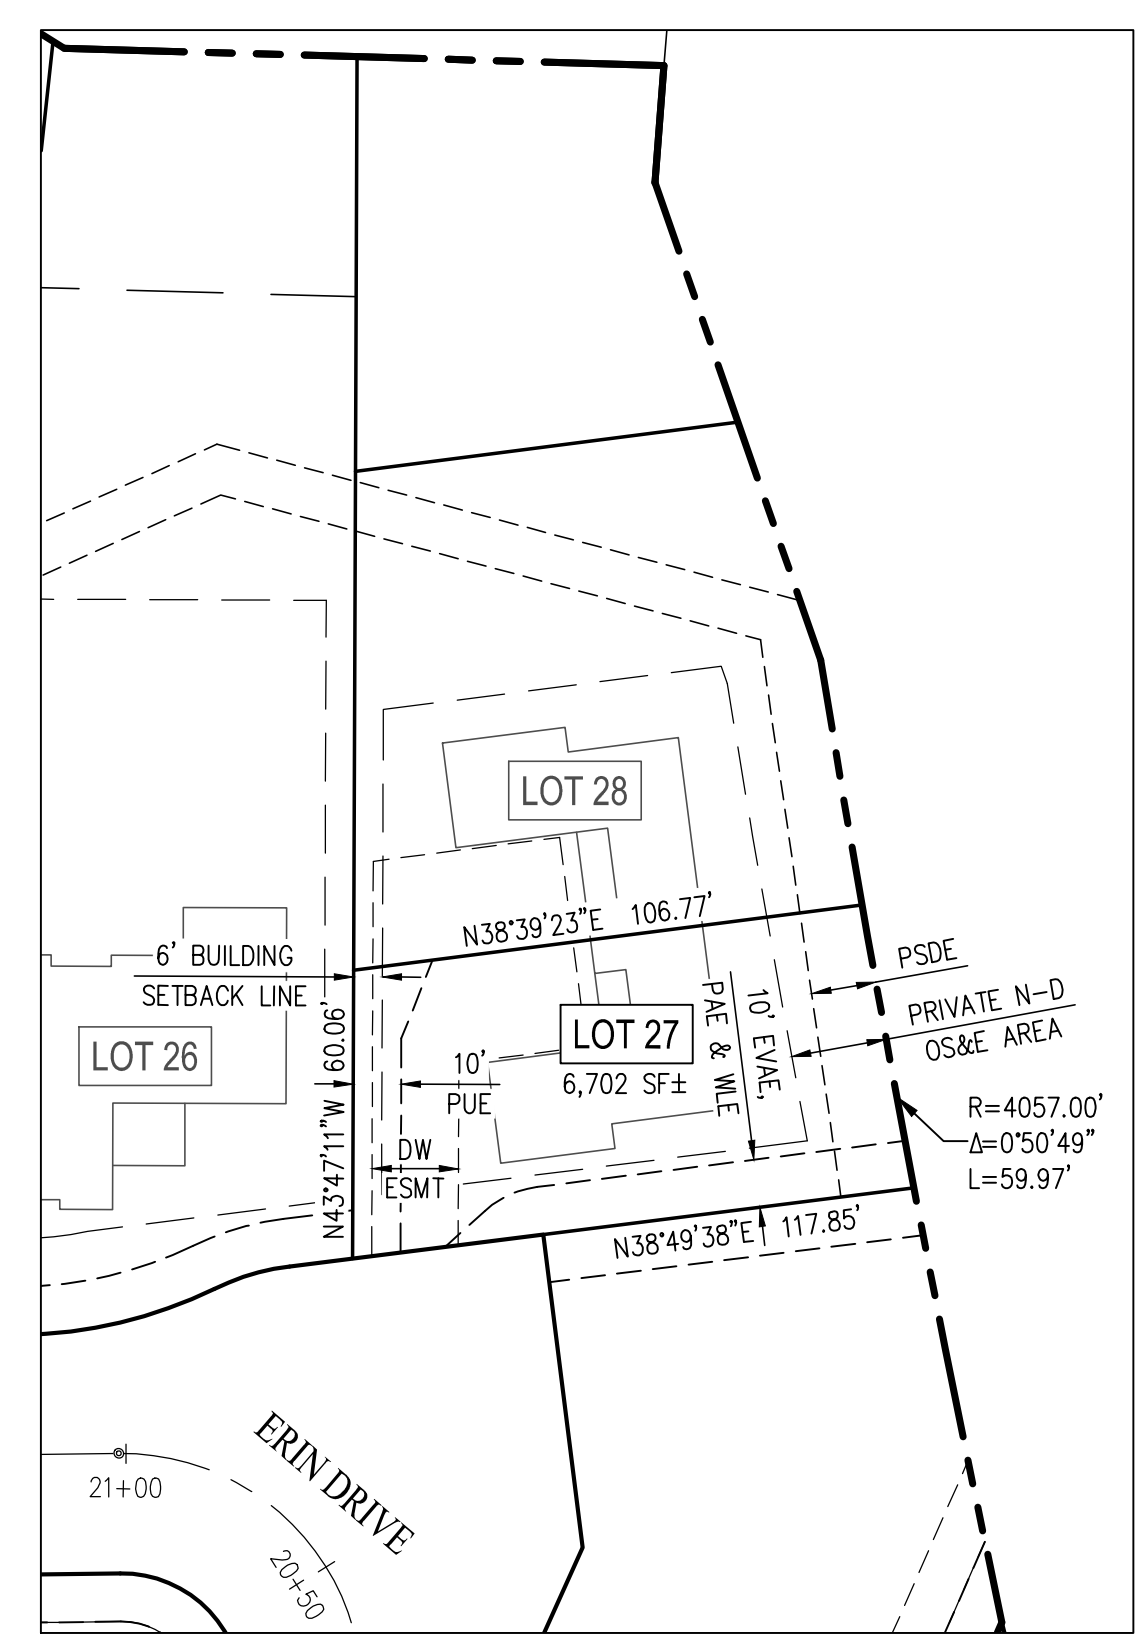 LOT 28
N38°39'23"E 106.77'
6' BUILDING
SETBACK LINE
PSDE
PRIVATE N-D
OS&E AREA
10' EVAE,
PAE & WLE
LOT 27
6,702 SF±
LOT 26
N43°47'11"W 60.06'
10'
PUE
DW
ESMT
R=4057.00'
Δ=0°50'49"
L=59.97'
N38°49'38"E 117.85'
ERIN DRIVE
21+00
20+50